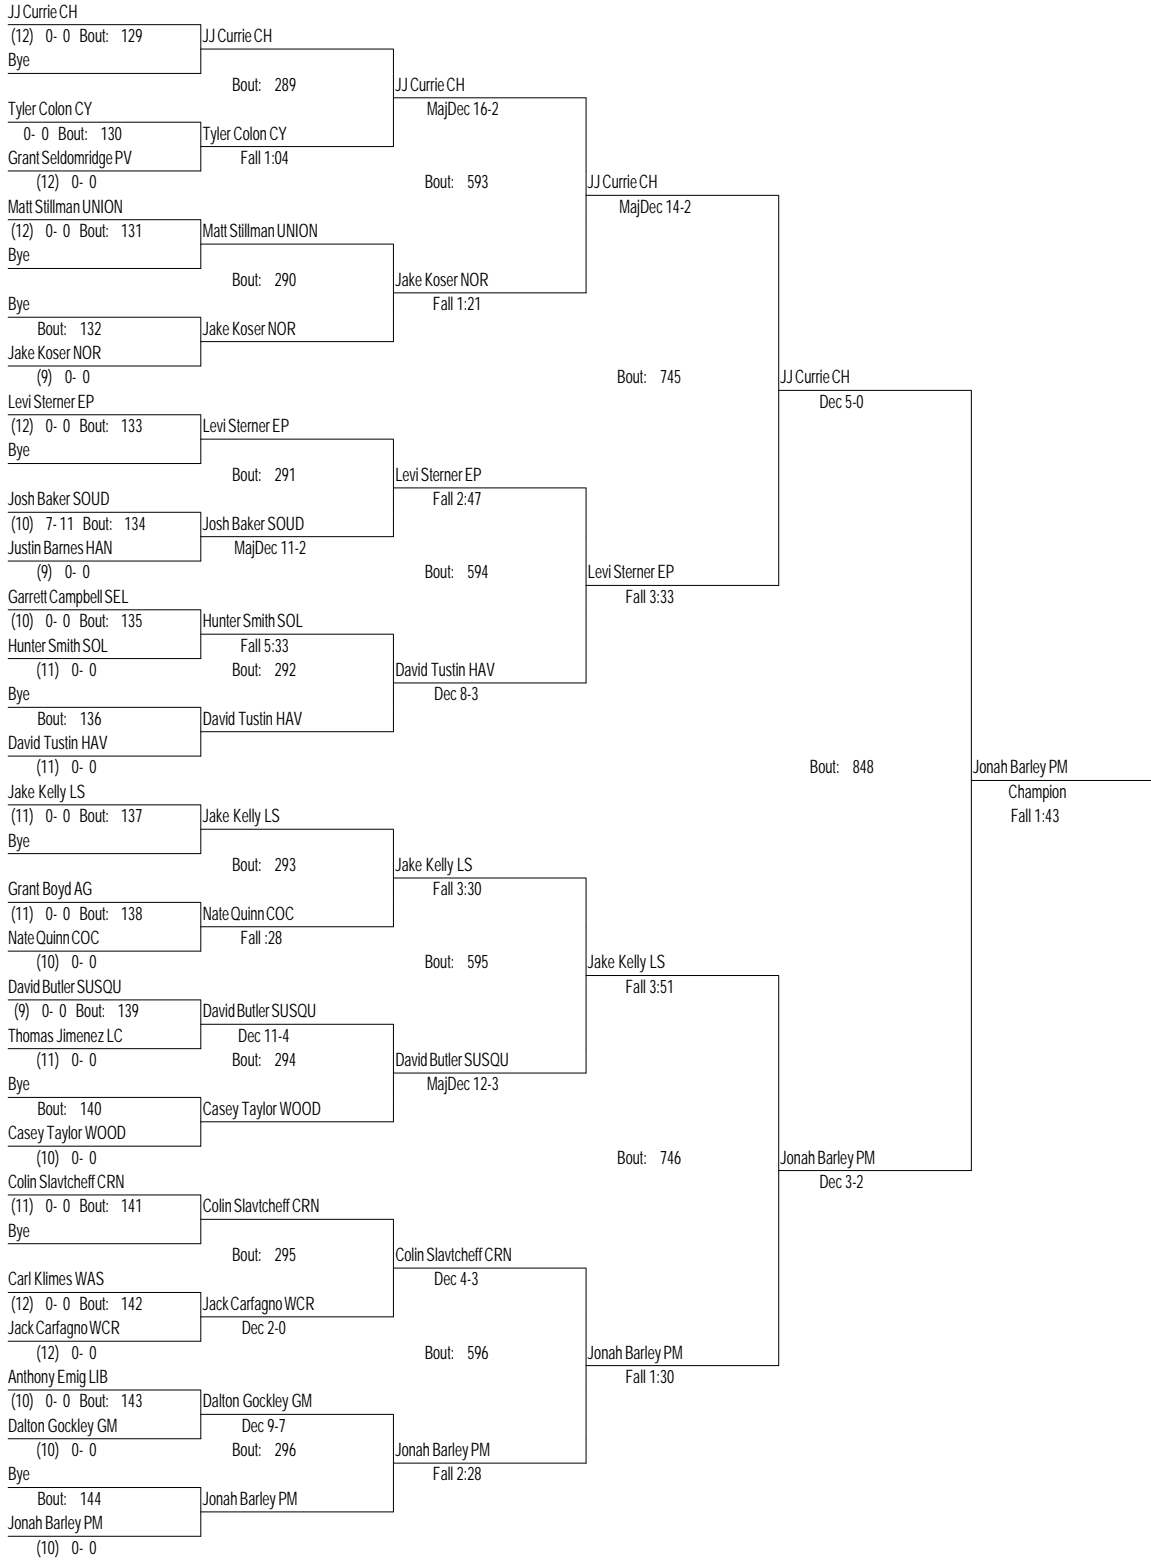 JJ Currie CH
(12) 0- 0 Bout: 129 JJ Currie CH
Bye
Bout: 289 JJ Currie CH
Tyler Colon CY MajDec 16-2
0- 0 Bout: 130 Tyler Colon CY
Grant Seldomridge PV Fall 1:04
(12) 0- 0 Bout: 593 JJ Currie CH
Matt Stillman UNION MajDec 14-2
(12) 0- 0 Bout: 131 Matt Stillman UNION
Bye
Bout: 290 Jake Koser NOR
Bye Fall 1:21
Bout: 132 Jake Koser NOR
Jake Koser NOR
(9) 0- 0 Bout: 745 JJ Currie CH
Levi Sterner EP Dec 5-0
(12) 0- 0 Bout: 133 Levi Sterner EP
Bye
Bout: 291 Levi Sterner EP
Josh Baker SOUD Fall 2:47
(10) 7- 11 Bout: 134 Josh Baker SOUD
Justin Barnes HAN MajDec 11-2
(9) 0- 0 Bout: 594 Levi Sterner EP
Garrett Campbell SEL Fall 3:33
(10) 0- 0 Bout: 135 Hunter Smith SOL
Hunter Smith SOL Fall 5:33
(11) 0- 0 Bout: 292 David Tustin HAV
Bye Dec 8-3
Bout: 136 David Tustin HAV
David Tustin HAV
(11) 0- 0 Bout: 848 Jonah Barley PM
Jake Kelly LS Champion
(11) 0- 0 Bout: 137 Jake Kelly LS Fall 1:43
Bye
Bout: 293 Jake Kelly LS
Grant Boyd AG Fall 3:30
(11) 0- 0 Bout: 138 Nate Quinn COC
Nate Quinn COC Fall :28
(10) 0- 0 Bout: 595 Jake Kelly LS
David Butler SUSQU Fall 3:51
(9) 0- 0 Bout: 139 David Butler SUSQU
Thomas Jimenez LC Dec 11-4
(11) 0- 0 Bout: 294 David Butler SUSQU
Bye MajDec 12-3
Bout: 140 Casey Taylor WOOD
Casey Taylor WOOD
(10) 0- 0 Bout: 746 Jonah Barley PM
Colin Slavtcheff CRN Dec 3-2
(11) 0- 0 Bout: 141 Colin Slavtcheff CRN
Bye
Bout: 295 Colin Slavtcheff CRN
Carl Klimes WAS Dec 4-3
(12) 0- 0 Bout: 142 Jack Carfagno WCR
Jack Carfagno WCR Dec 2-0
(12) 0- 0 Bout: 596 Jonah Barley PM
Anthony Emig LIB Fall 1:30
(10) 0- 0 Bout: 143 Dalton Gockley GM
Dalton Gockley GM Dec 9-7
(10) 0- 0 Bout: 296 Jonah Barley PM
Bye Fall 2:28
Bout: 144 Jonah Barley PM
Jonah Barley PM
(10) 0- 0